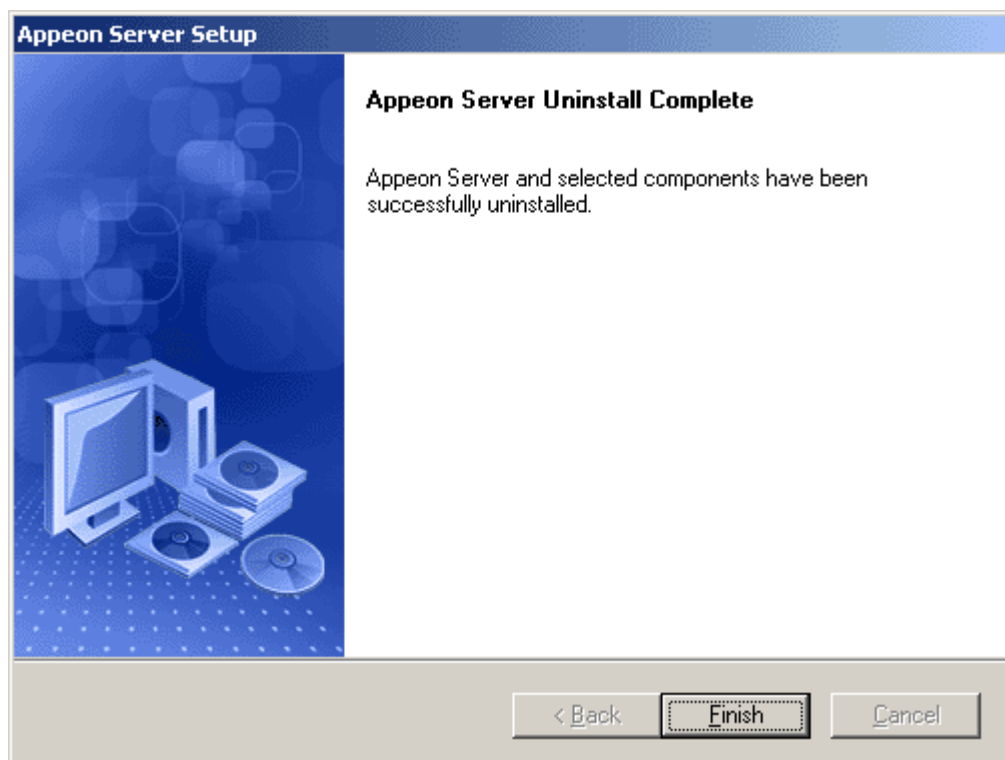 Appeon Server Setup
Appeon Server Uninstall Complete
Appeon Server and selected components have been
successfully uninstalled.
< Back
Finish
Cancel